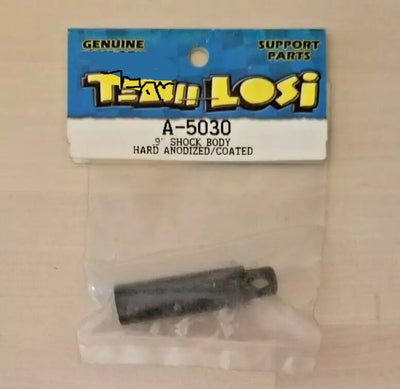 GENUINE SUPPORT PARTS
TEAM LOSI
A-5030
9" SHOCK BODY
HARD ANODIZED/COATED